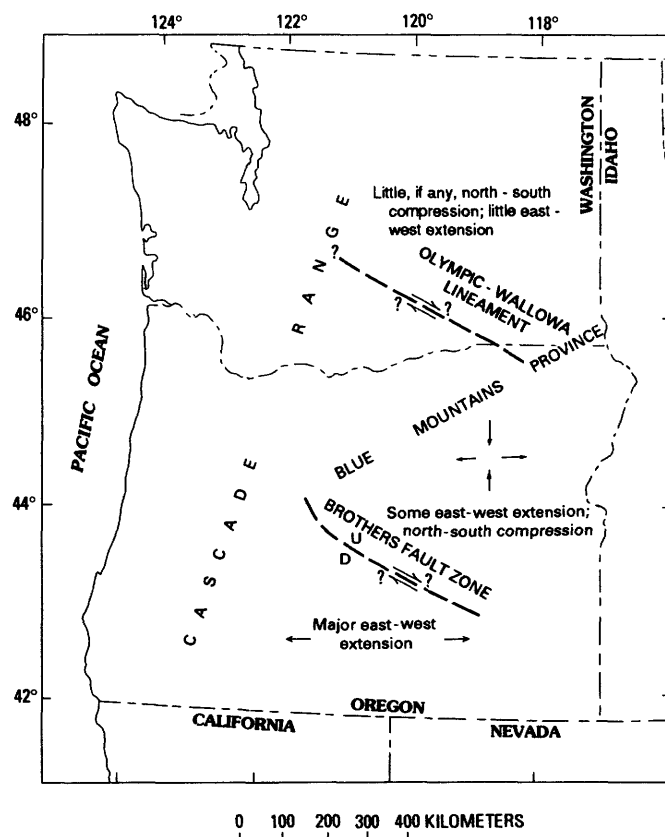 124° 122° 120° 118°
48°
46°
44°
42°
WASHINGTON
IDAHO
Little, if any, north - south
compression; little east -
west extension
OLYMPIC - WALLOWA
LINEAMENT
?
? ?
PROVINCE
MOUNTAINS
BLUE
PACIFIC OCEAN
CASCADE RANGE
Some east-west extension;
north-south compression
BROTHERS FAULT ZONE
U
D
? ?
Major east-west
extension
OREGON
CALIFORNIA
NEVADA
0 100 200 300 400 KILOMETERS